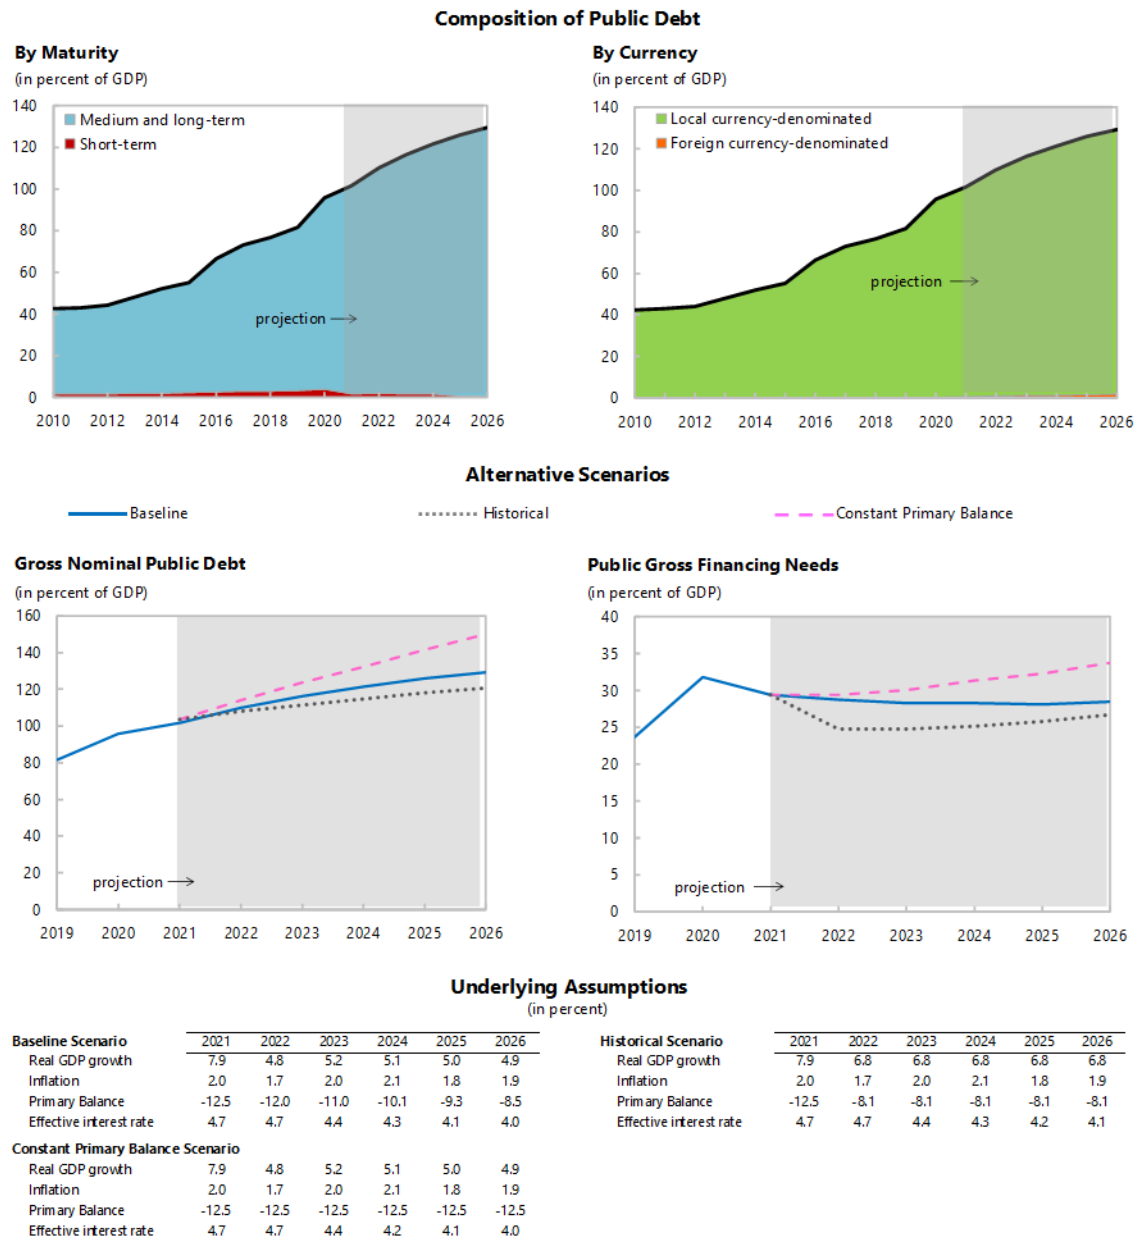 Composition of Public Debt
By Maturity
(in percent of GDP)
140
120
100
80
60
40
20
0
Medium and long-term
Short-term
projection
2010 2012 2014 2016 2018 2020 2022 2024 2026
By Currency
(in percent of GDP)
140
120
100
80
60
40
20
0
Local currency-denominated
Foreign currency-denominated
projection
2010 2012 2014 2016 2018 2020 2022 2024 2026
Alternative Scenarios
Baseline Historical Constant Primary Balance
Gross Nominal Public Debt
(in percent of GDP)
160
140
120
100
80
60
40
20
0
projection
2019 2020 2021 2022 2023 2024 2025 2026
Public Gross Financing Needs
(in percent of GDP)
40
35
30
25
20
15
10
5
0
projection
2019 2020 2021 2022 2023 2024 2025 2026
Underlying Assumptions
(in percent)
Baseline Scenario 2021 2022 2023 2024 2025 2026
Real GDP growth 7.9 4.8 5.2 5.1 5.0 4.9
Inflation 2.0 1.7 2.0 2.1 1.8 1.9
Primary Balance -12.5 -12.0 -11.0 -10.1 -9.3 -8.5
Effective interest rate 4.7 4.7 4.4 4.3 4.1 4.0
Constant Primary Balance Scenario
Real GDP growth 7.9 4.8 5.2 5.1 5.0 4.9
Inflation 2.0 1.7 2.0 2.1 1.8 1.9
Primary Balance -12.5 -12.5 -12.5 -12.5 -12.5 -12.5
Effective interest rate 4.7 4.7 4.4 4.2 4.1 4.0
Historical Scenario 2021 2022 2023 2024 2025 2026
Real GDP growth 7.9 6.8 6.8 6.8 6.8 6.8
Inflation 2.0 1.7 2.0 2.1 1.8 1.9
Primary Balance -12.5 -8.1 -8.1 -8.1 -8.1 -8.1
Effective interest rate 4.7 4.7 4.4 4.3 4.2 4.1